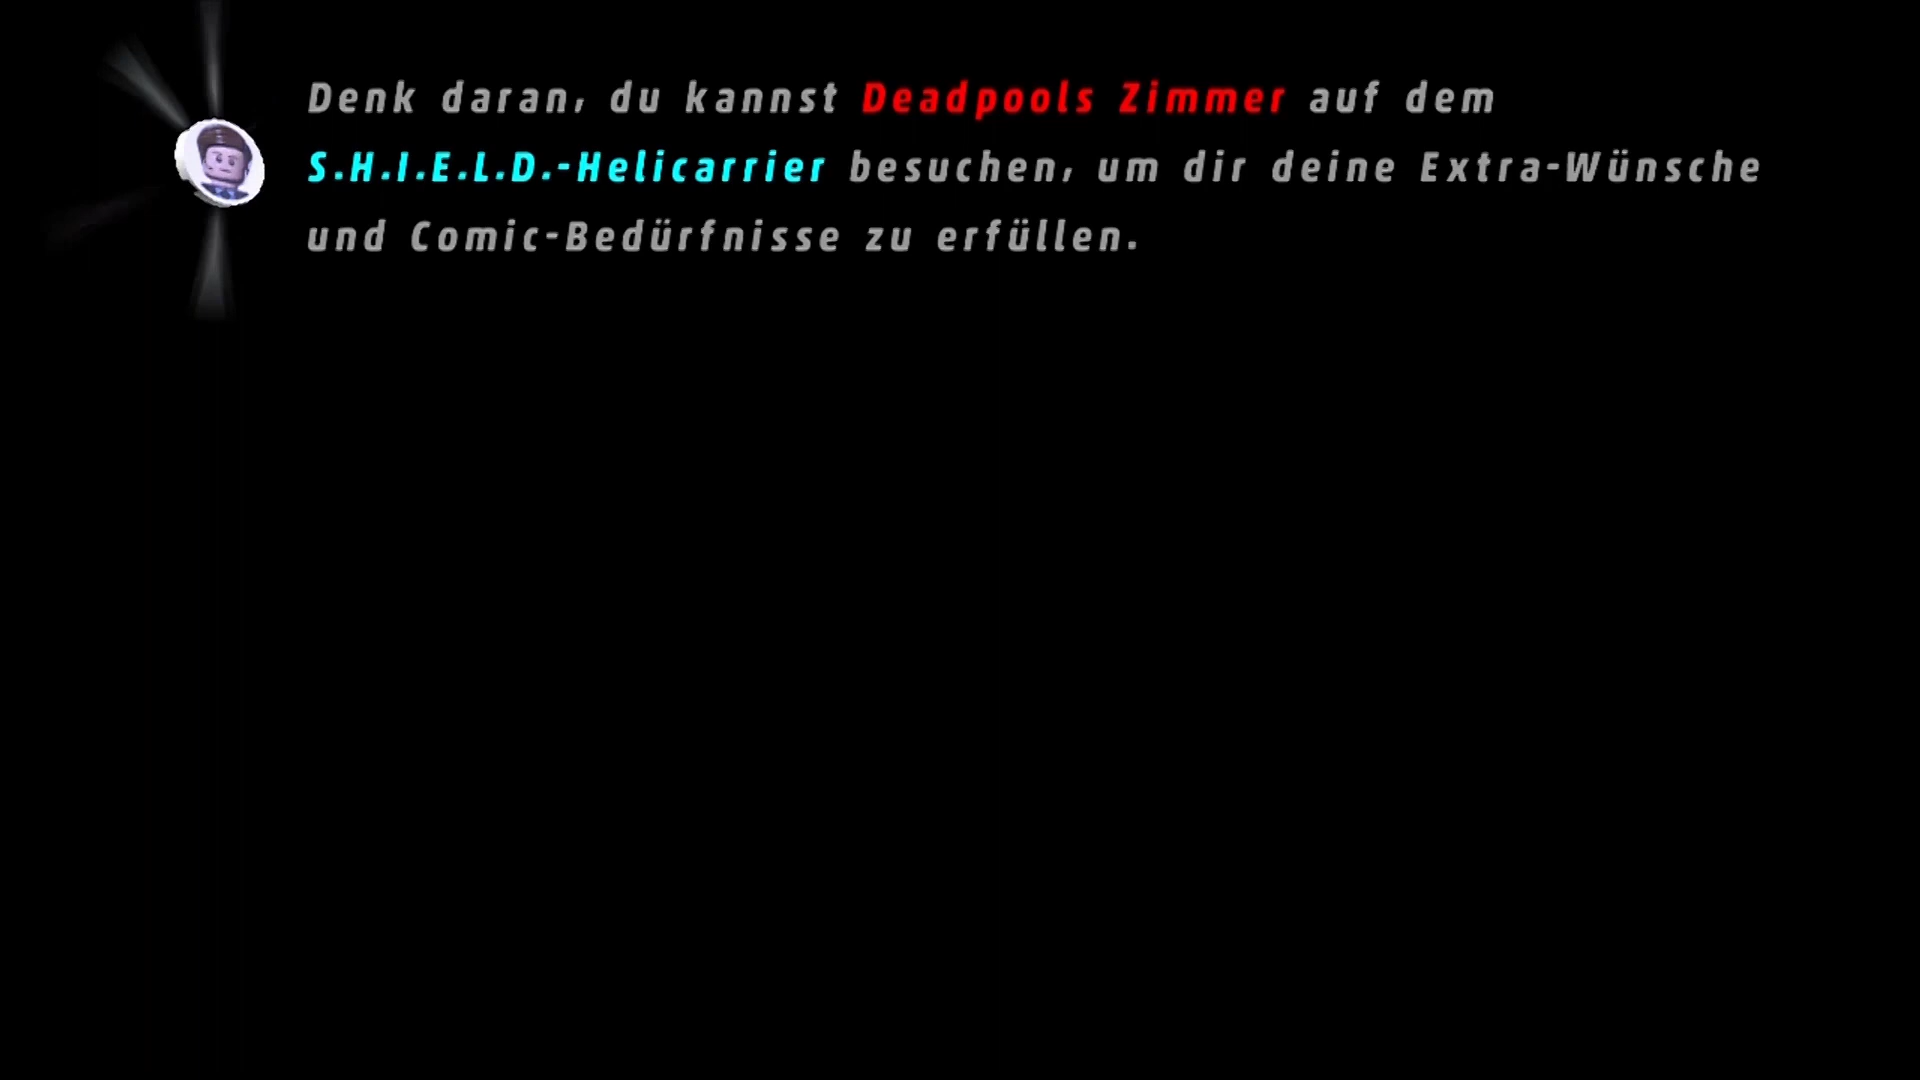 Denk daran, du kannst Deadpools Zimmer auf dem
S.H.I.E.L.D.-Helicarrier besuchen, um dir deine Extra-Wünsche
und Comic-Bedürfnisse zu erfüllen.